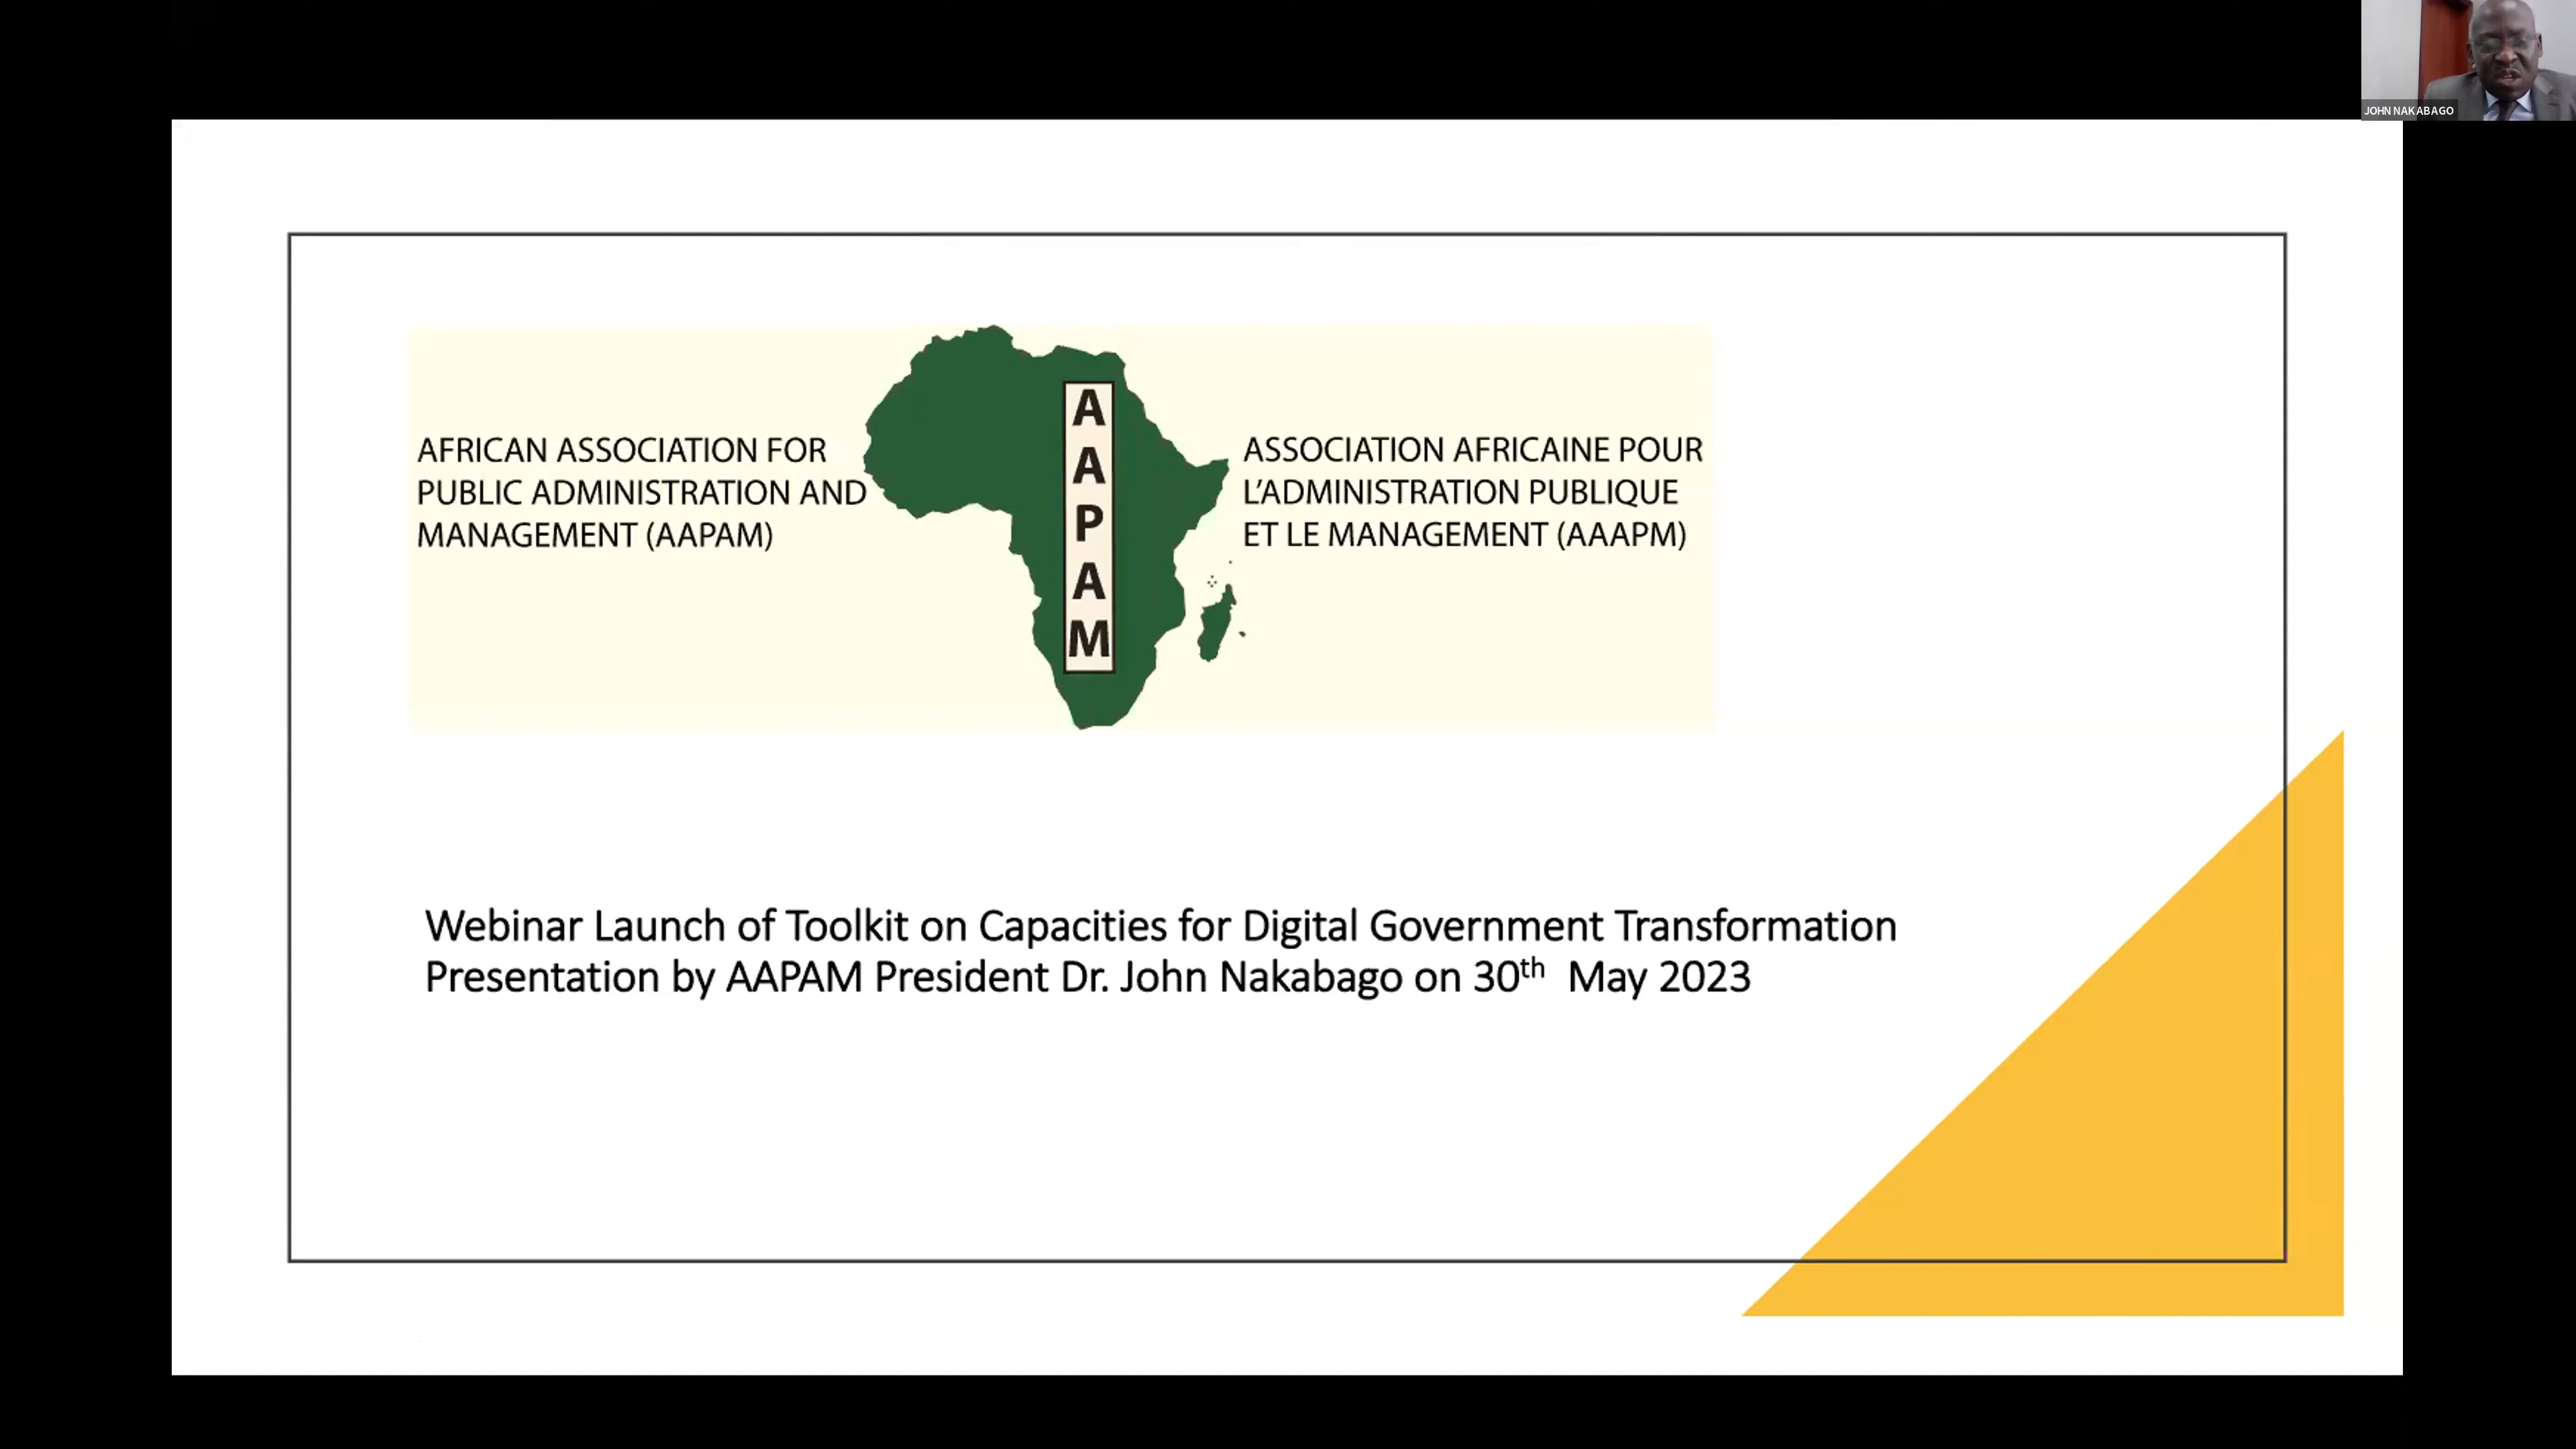 JOHN NAKABAGO
AFRICAN ASSOCIATION FOR
PUBLIC ADMINISTRATION AND
MANAGEMENT (AAPAM)
A
A
P
A
M
ASSOCIATION AFRICAINE POUR
L'ADMINISTRATION PUBLIQUE
ET LE MANAGEMENT (AAAPM)
Webinar Launch of Toolkit on Capacities for Digital Government Transformation
Presentation by AAPAM President Dr. John Nakabago on 30th May 2023